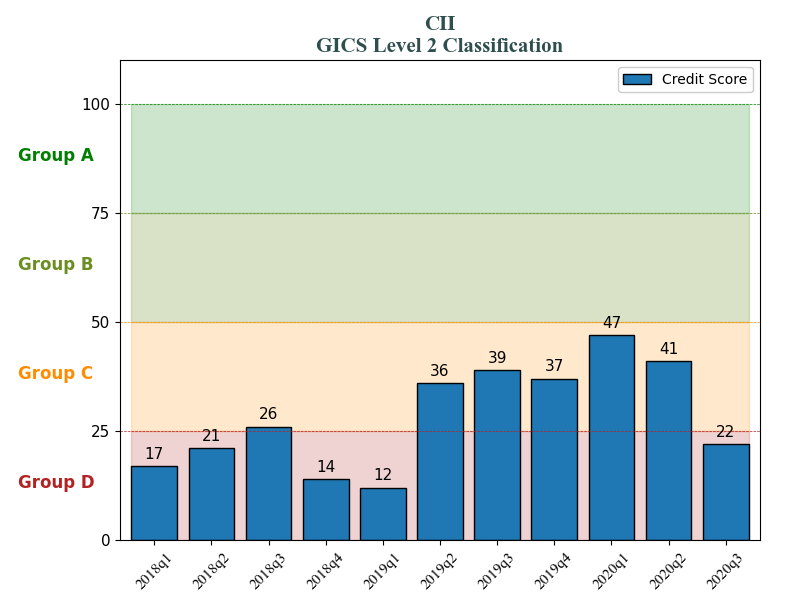 CII
GICS Level 2 Classification
Credit Score
100
Group A
75
Group B
50
47
41
39
37
36
Group C
26
25
22
21
17
14
12
Group D
0
2018q1
2018q2
2018q3
2018q4
2019q1
2019q2
2019q3
2019q4
2020q1
2020q2
2020q3